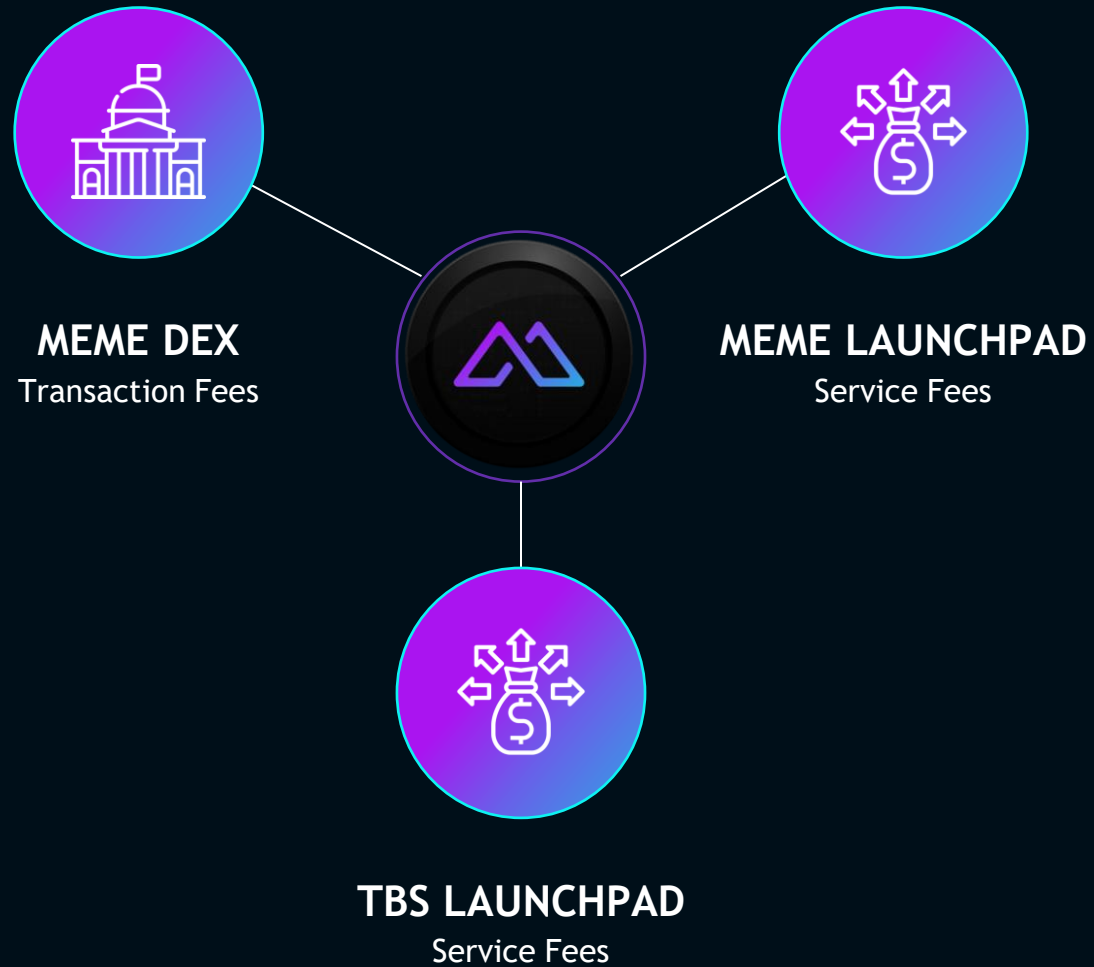 MEME DEX
Transaction Fees
MEME LAUNCHPAD
Service Fees
TBS LAUNCHPAD
Service Fees